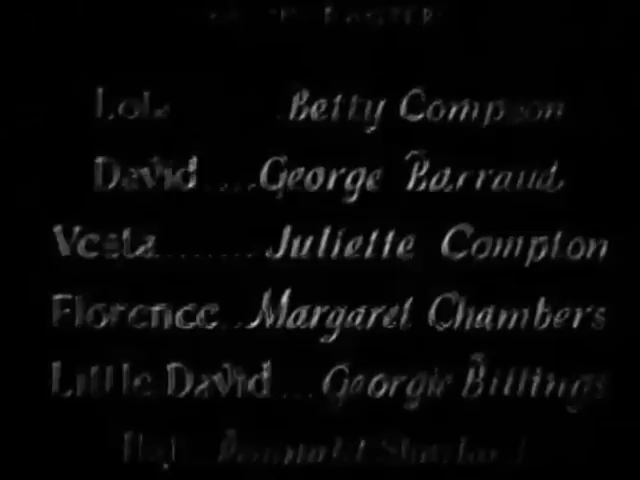 Lola Betty Compson
David....George Barraud
Vesta........Juliette Compton
Florence..Margaret Chambers
Little David...Georgie Billings